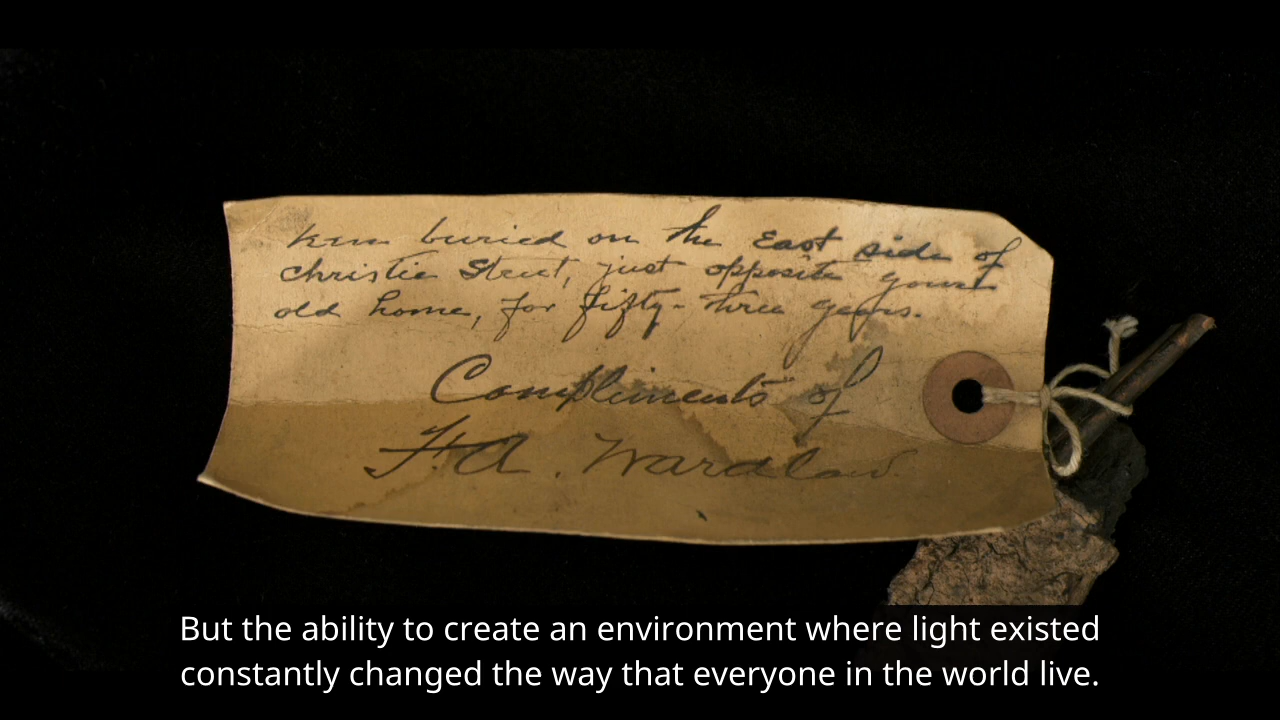 been buried on the East side of
Christie Street, just opposite your
old home, for fifty-three years.
Compliments of
F. A. Wardlaw.
But the ability to create an environment where light existed
constantly changed the way that everyone in the world live.